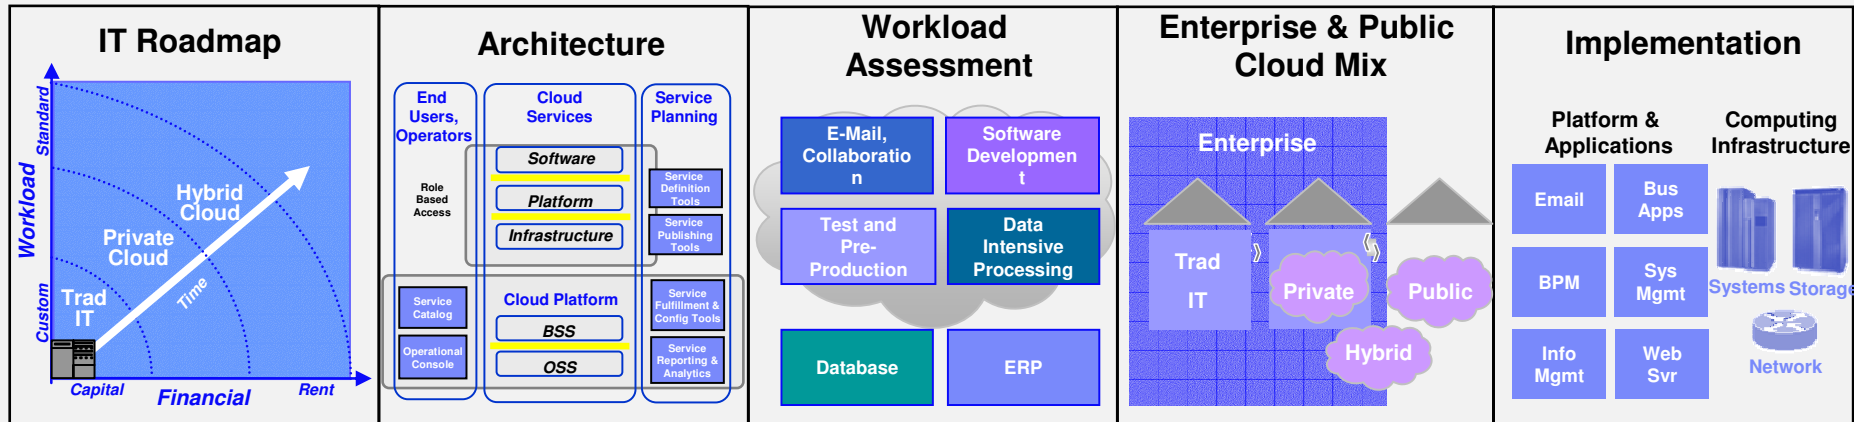 IT Roadmap
Standard
Workload
Custom
Hybrid
Cloud
Private
Cloud
Trad
IT
Time
Capital
Financial
Rent
Architecture
End
Users,
Operators
Cloud
Services
Service
Planning
Software
Platform
Infrastructure
Role
Based
Access
Service
Definition
Tools
Service
Publishing
Tools
Service
Catalog
Operational
Console
Cloud Platform
BSS
OSS
Service
Fulfillment &
Config Tools
Service
Reporting &
Analytics
Workload
Assessment
E-Mail,
Collaboratio
n
Software
Developmen
t
Test and
Pre-
Production
Data
Intensive
Processing
Database
ERP
Enterprise & Public
Cloud Mix
Enterprise
Trad
IT
Private
Public
Hybrid
Implementation
Platform &
Applications
Computing
Infrastructure
Email
Bus
Apps
BPM
Sys
Mgmt
Info
Mgmt
Web
Svr
Systems
Storage
Network